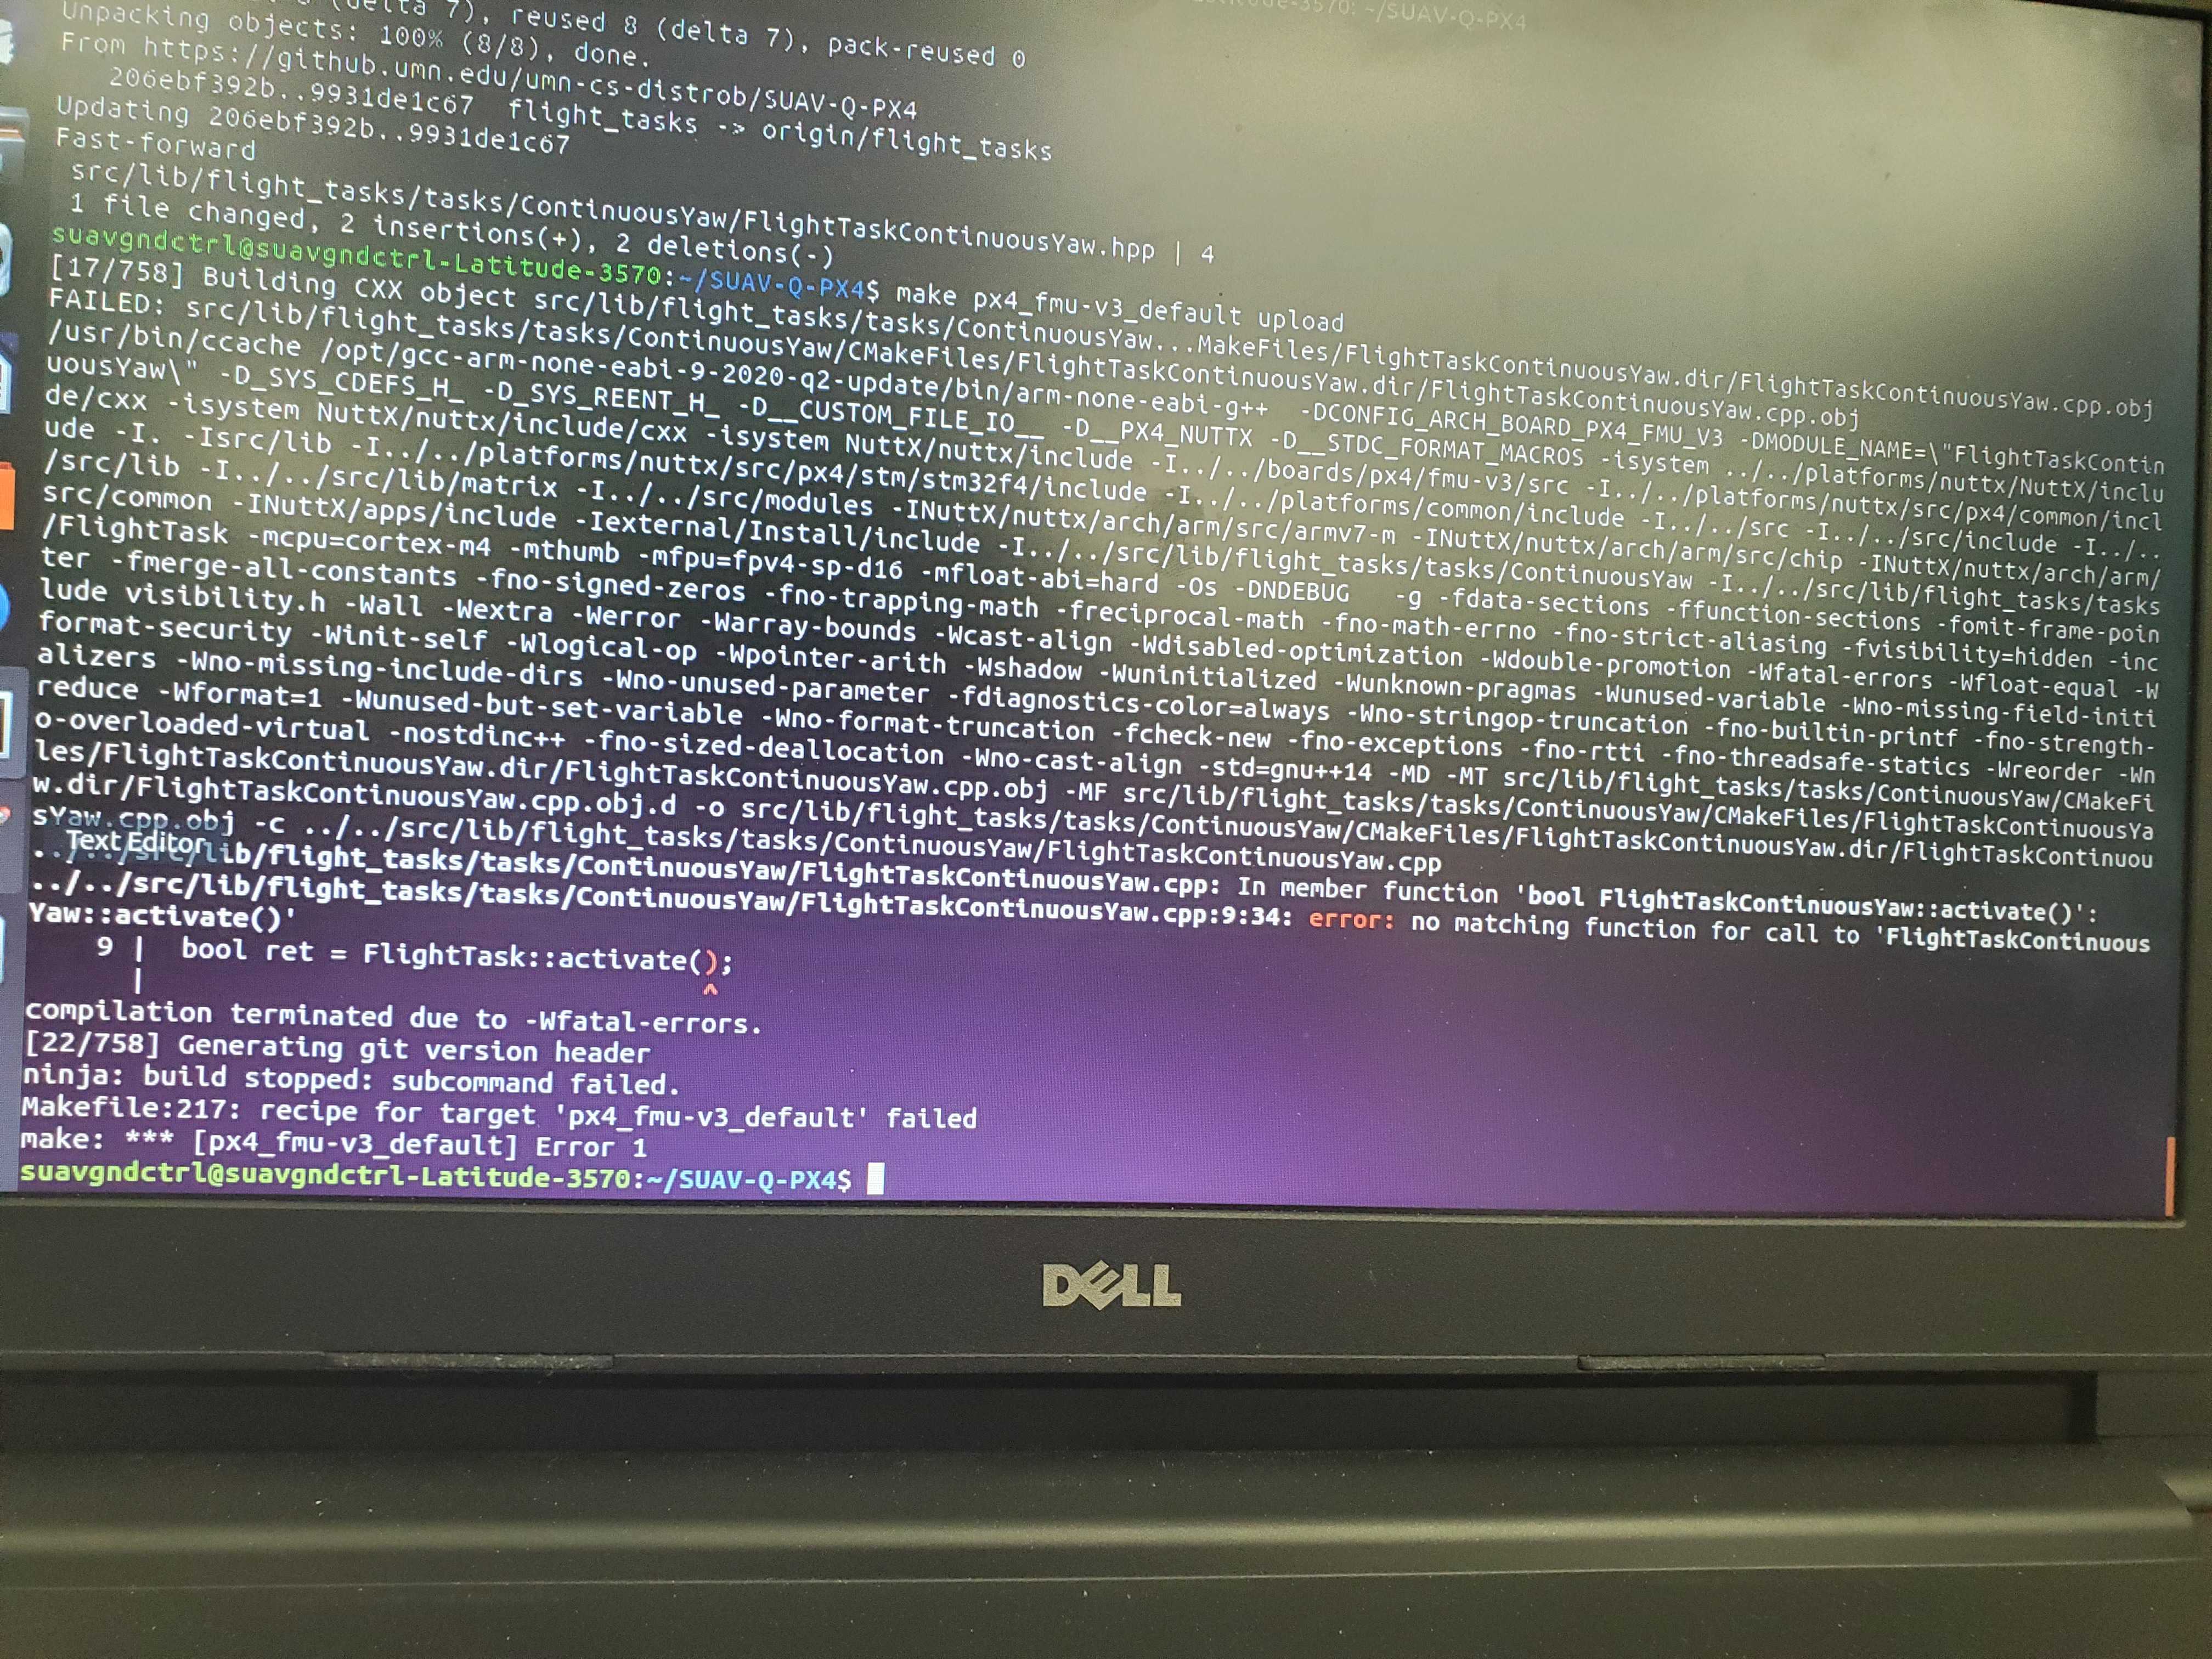 (delta 7), reused 8 (delta 7), pack-reused 0
Unpacking objects: 100% (8/8), done.
From https://github.umn.edu/umn-cs-distrob/SUAV-Q-PX4
206ebf392b..9931de1c67 flight_tasks -> origin/flight_tasks
Updating 206ebf392b..9931de1c67
Fast-forward
src/lib/flight_tasks/tasks/ContinuousYaw/FlightTaskContinuousYaw.hpp | 4
1 file changed, 2 insertions(+), 2 deletions(-)
suavgndctrl@suavgndctrl-Latitude-3570:~/SUAV-Q-PX4$ make px4_fmu-v3_default upload
[17/758] Building CXX object src/lib/flight_tasks/tasks/ContinuousYaw...MakeFiles/FlightTaskContinuousYaw.dir/FlightTaskContinuousYaw.cpp.obj
FAILED: src/lib/flight_tasks/tasks/ContinuousYaw/CMakeFiles/FlightTaskContinuousYaw.dir/FlightTaskContinuousYaw.cpp.obj
/usr/bin/ccache /opt/gcc-arm-none-eabi-9-2020-q2-update/bin/arm-none-eabi-g++ -DCONFIG_ARCH_BOARD_PX4_FMU_V3 -DMODULE_NAME=\"FlightTaskContin
uousYaw\" -D_SYS_CDEFS_H_ -D_SYS_REENT_H_ -D__CUSTOM_FILE_IO__ -D__PX4_NUTTX -D__STDC_FORMAT_MACROS -isystem ../../platforms/nuttx/NuttX/inclu
de/cxx -isystem NuttX/nuttx/include/cxx -isystem NuttX/nuttx/include -I../../boards/px4/fmu-v3/src -I../../platforms/nuttx/src/px4/common/incl
ude -I. -Isrc/lib -I../../platforms/nuttx/src/px4/stm/stm32f4/include -I../../platforms/common/include -I../../src -I../../src/include -I../..
/src/lib -I../../src/lib/matrix -I../../src/modules -INuttX/nuttx/arch/arm/src/armv7-m -INuttX/nuttx/arch/arm/src/chip -INuttX/nuttx/arch/arm/
src/common -INuttX/apps/include -Iexternal/Install/include -I../../src/lib/flight_tasks/tasks/ContinuousYaw -I../../src/lib/flight_tasks/tasks
/FlightTask -mcpu=cortex-m4 -mthumb -mfpu=fpv4-sp-d16 -mfloat-abi=hard -Os -DNDEBUG -g -fdata-sections -ffunction-sections -fomit-frame-poin
ter -fmerge-all-constants -fno-signed-zeros -fno-trapping-math -freciprocal-math -fno-math-errno -fno-strict-aliasing -fvisibility=hidden -inc
lude visibility.h -Wall -Wextra -Werror -Warray-bounds -Wcast-align -Wdisabled-optimization -Wdouble-promotion -Wfatal-errors -Wfloat-equal -W
format-security -Winit-self -Wlogical-op -Wpointer-arith -Wshadow -Wuninitialized -Wunknown-pragmas -Wunused-variable -Wno-missing-field-initi
alizers -Wno-missing-include-dirs -Wno-unused-parameter -fdiagnostics-color=always -Wno-stringop-truncation -fno-builtin-printf -fno-strength-
reduce -Wformat=1 -Wunused-but-set-variable -Wno-format-truncation -fcheck-new -fno-exceptions -fno-rtti -fno-threadsafe-statics -Wreorder -Wn
o-overloaded-virtual -nostdinc++ -fno-sized-deallocation -Wno-cast-align -std=gnu++14 -MD -MT src/lib/flight_tasks/tasks/ContinuousYaw/CMakeFi
les/FlightTaskContinuousYaw.dir/FlightTaskContinuousYaw.cpp.obj -MF src/lib/flight_tasks/tasks/ContinuousYaw/CMakeFiles/FlightTaskContinuousYa
w.dir/FlightTaskContinuousYaw.cpp.obj.d -o src/lib/flight_tasks/tasks/ContinuousYaw/CMakeFiles/FlightTaskContinuousYaw.dir/FlightTaskContinuou
sYaw.cpp.obj -c ../../src/lib/flight_tasks/tasks/ContinuousYaw/FlightTaskContinuousYaw.cpp
Text Editor
../../src/lib/flight_tasks/tasks/ContinuousYaw/FlightTaskContinuousYaw.cpp: In member function 'bool FlightTaskContinuousYaw::activate()':
../../src/lib/flight_tasks/tasks/ContinuousYaw/FlightTaskContinuousYaw.cpp:9:34: error: no matching function for call to 'FlightTaskContinuous
Yaw::activate()'
9 | bool ret = FlightTask::activate();
| ^
compilation terminated due to -Wfatal-errors.
[22/758] Generating git version header
ninja: build stopped: subcommand failed.
Makefile:217: recipe for target 'px4_fmu-v3_default' failed
make: *** [px4_fmu-v3_default] Error 1
suavgndctrl@suavgndctrl-Latitude-3570:~/SUAV-Q-PX4$
DELL